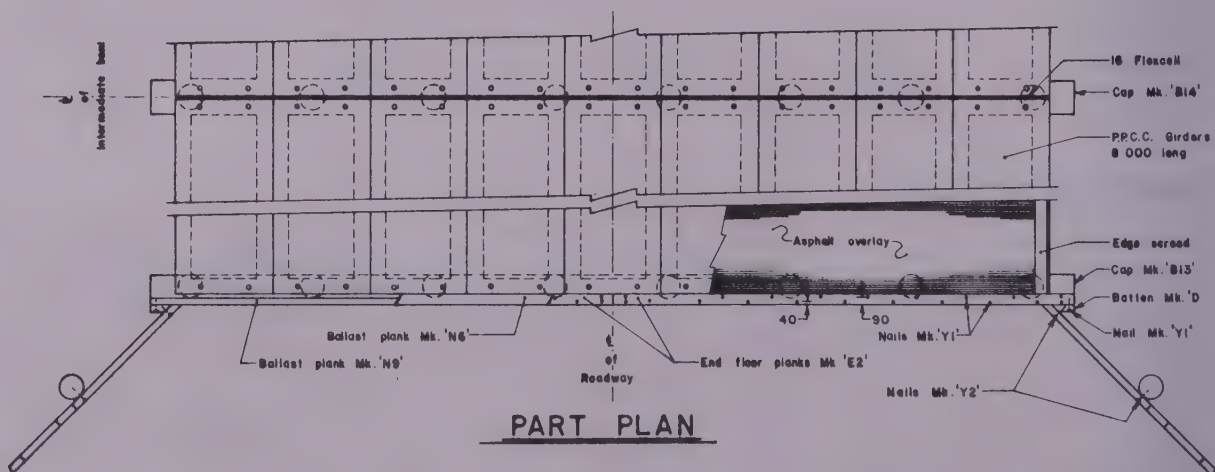 ℄
of
Intermediate bent
16 Flexcell
Cap Mk. 'B14'
P.P.C.C. Girders
8 000 long
Asphalt overlay
Edge screed
Cap Mk. 'B13'
Batten Mk. 'D'
Nail Mk. 'Y1'
40
90
Nails Mk. 'Y1'
Ballast plank Mk. 'N6'
Ballast plank Mk. 'N9'
℄
of
Roadway
End floor planks Mk 'E2'
Nails Mk. 'Y2'
PART PLAN